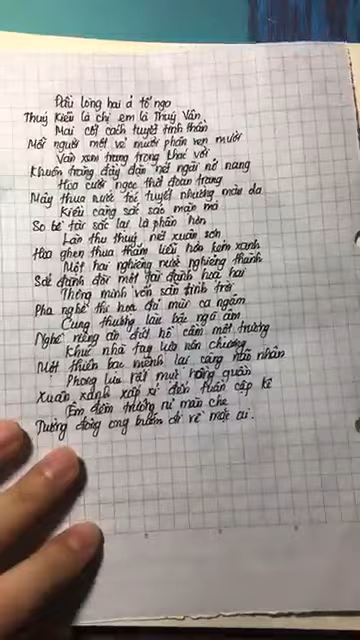 Đầu lòng hai ả tố nga
Thuý Kiều là chị em là Thuý Vân
Mai cốt cách tuyết tinh thần
Mỗi người một vẻ mười phân vẹn mười
Vân xem trang trọng khác vời
Khuôn trăng đầy đặn nét ngài nở nang
Hoa cười ngọc thốt đoan trang
Mây thua nước tóc tuyết nhường màu da
Kiều càng sắc sảo mặn mà
So bề tài sắc lại là phần hơn
Làn thu thuỷ nét xuân sơn
Hoa ghen thua thắm liễu hờn kém xanh
Một hai nghiêng nước nghiêng thành
Sắc đành đòi một tài đành hoạ hai
Thông minh vốn sẵn tính trời
Pha nghề thi hoạ đủ mùi ca ngâm
Cung thương làu bậc ngũ âm
Nghề riêng ăn đứt hồ cầm một trương
Khúc nhà tay lựa nên chương
Một thiên bạc mệnh lại càng não nhân
Phong lưu rất mực hồng quần
Xuân xanh xấp xỉ đến tuần cập kê
Êm đềm trướng rủ màn che
Tường đông ong bướm đi về mặc ai.